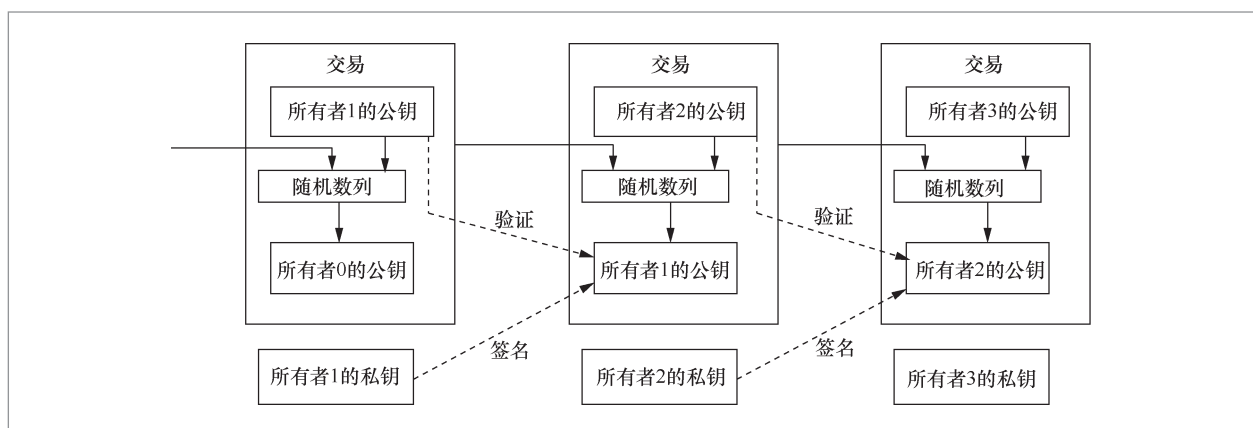 交易
交易
交易
所有者1的公钥
所有者2的公钥
所有者3的公钥
随机数列
随机数列
随机数列
验证
验证
所有者0的公钥
所有者1的公钥
所有者2的公钥
签名
签名
所有者1的私钥
所有者2的私钥
所有者3的私钥